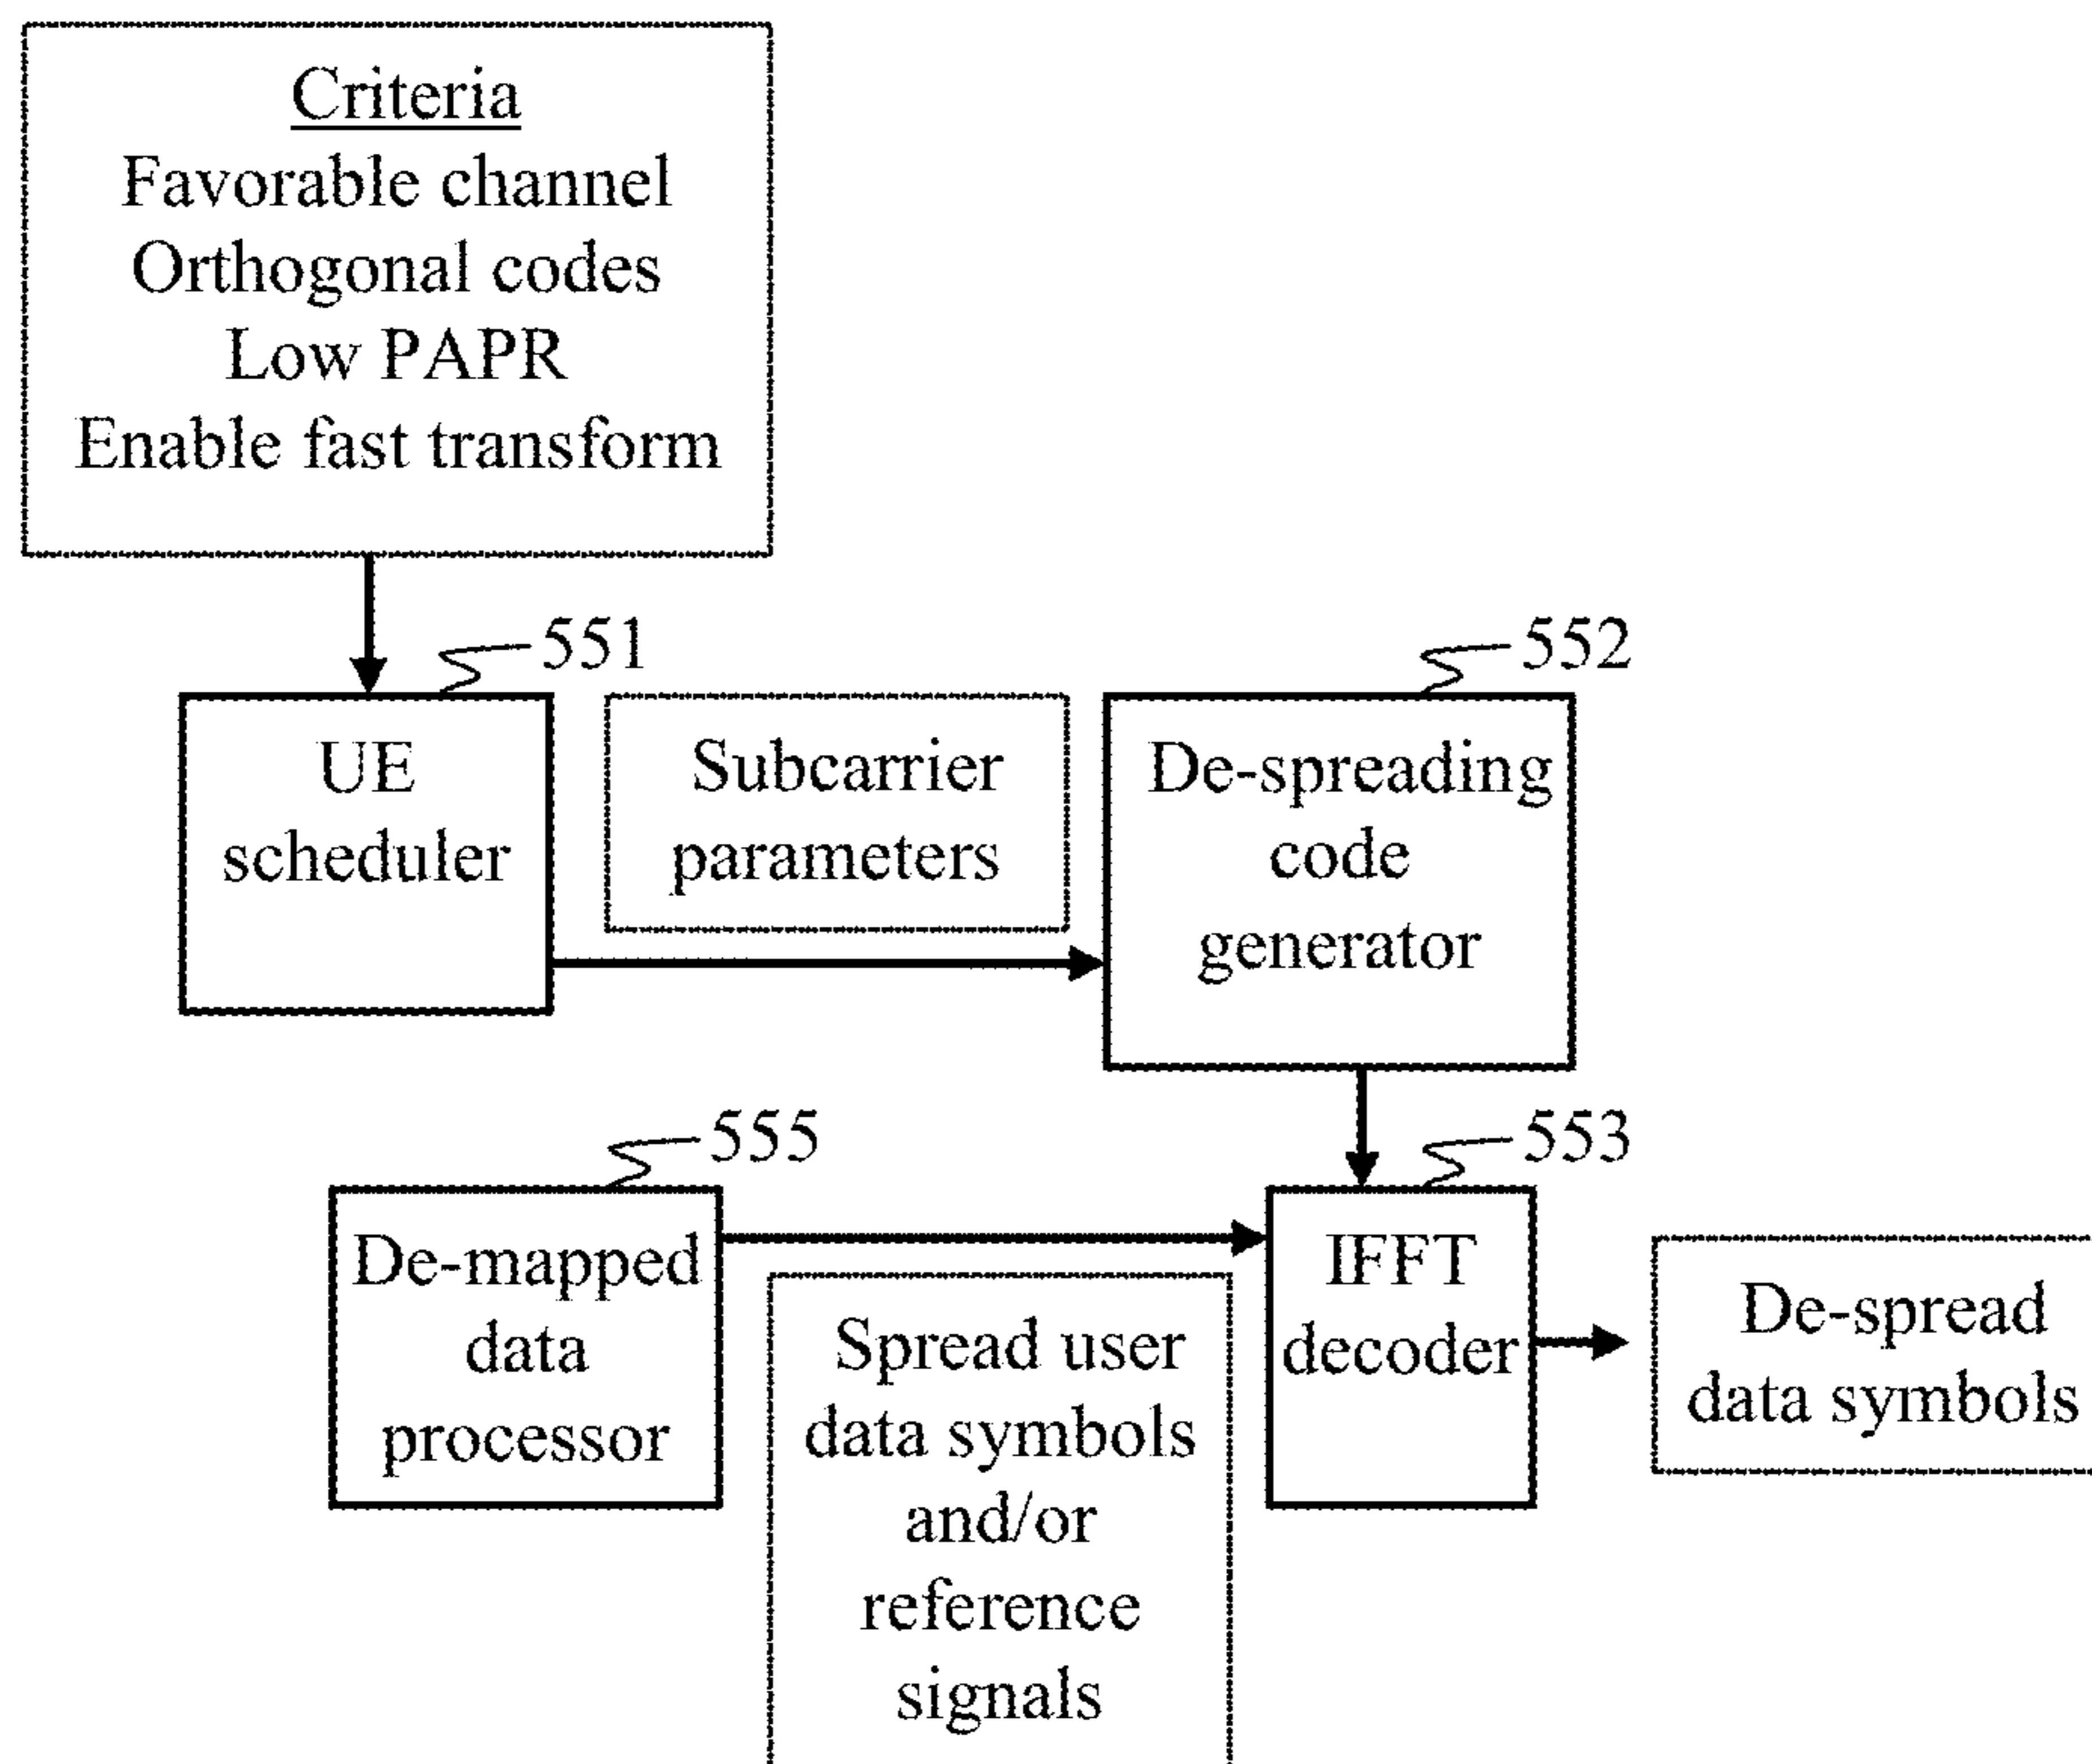 Criteria
Favorable channel
Orthogonal codes
Low PAPR
Enable fast transform
551
552
UE
scheduler
Subcarrier
parameters
De-spreading
code
generator
555
553
De-mapped
data
processor
Spread user
data symbols
and/or
reference
signals
IFFT
decoder
De-spread
data symbols